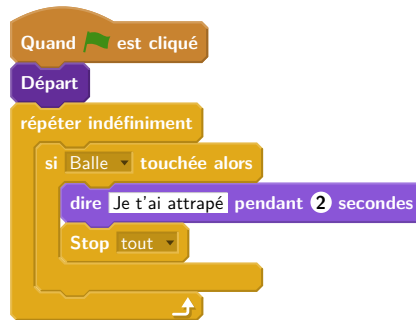 Quand est cliqué
Départ
répéter indéfiniment
si Balle touchée alors
dire Je t'ai attrapé pendant 2 secondes
Stop tout